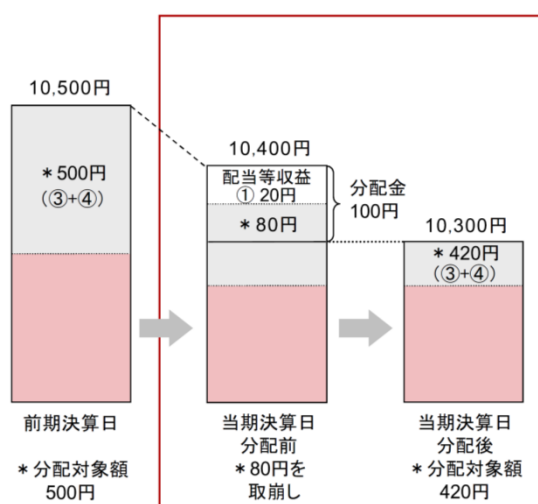 10,500円
＊500円
(③+④)
前期決算日
＊分配対象額
500円
10,400円
配当等収益
① 20円
＊80円
分配金
100円
当期決算日
分配前
＊80円を
取崩し
10,300円
＊420円
(③+④)
当期決算日
分配後
＊分配対象額
420円